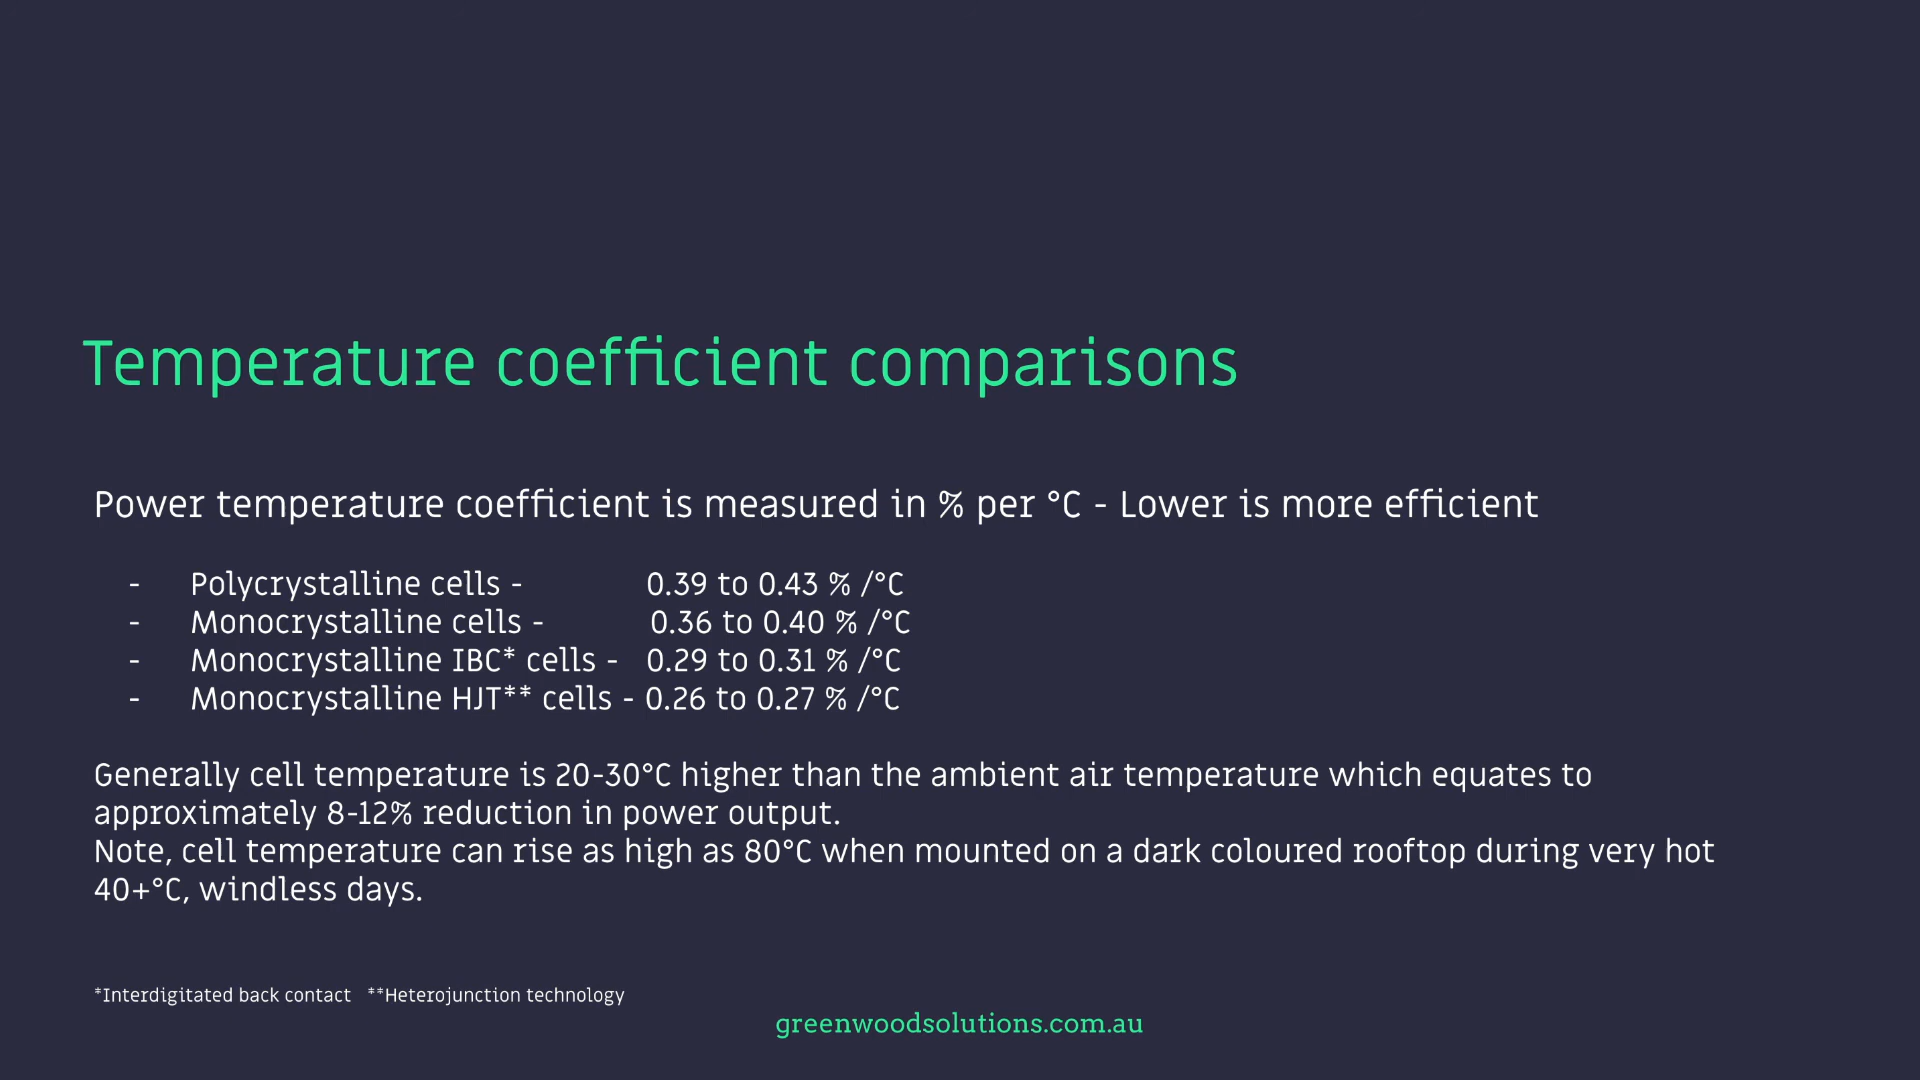 Temperature coefficient comparisons
Power temperature coefficient is measured in % per °C - Lower is more efficient
- Polycrystalline cells - 0.39 to 0.43 % /°C
- Monocrystalline cells - 0.36 to 0.40 % /°C
- Monocrystalline IBC* cells - 0.29 to 0.31 % /°C
- Monocrystalline HJT** cells - 0.26 to 0.27 % /°C
Generally cell temperature is 20-30°C higher than the ambient air temperature which equates to
approximately 8-12% reduction in power output.
Note, cell temperature can rise as high as 80°C when mounted on a dark coloured rooftop during very hot
40+°C, windless days.
*Interdigitated back contact **Heterojunction technology
greenwoodsolutions.com.au